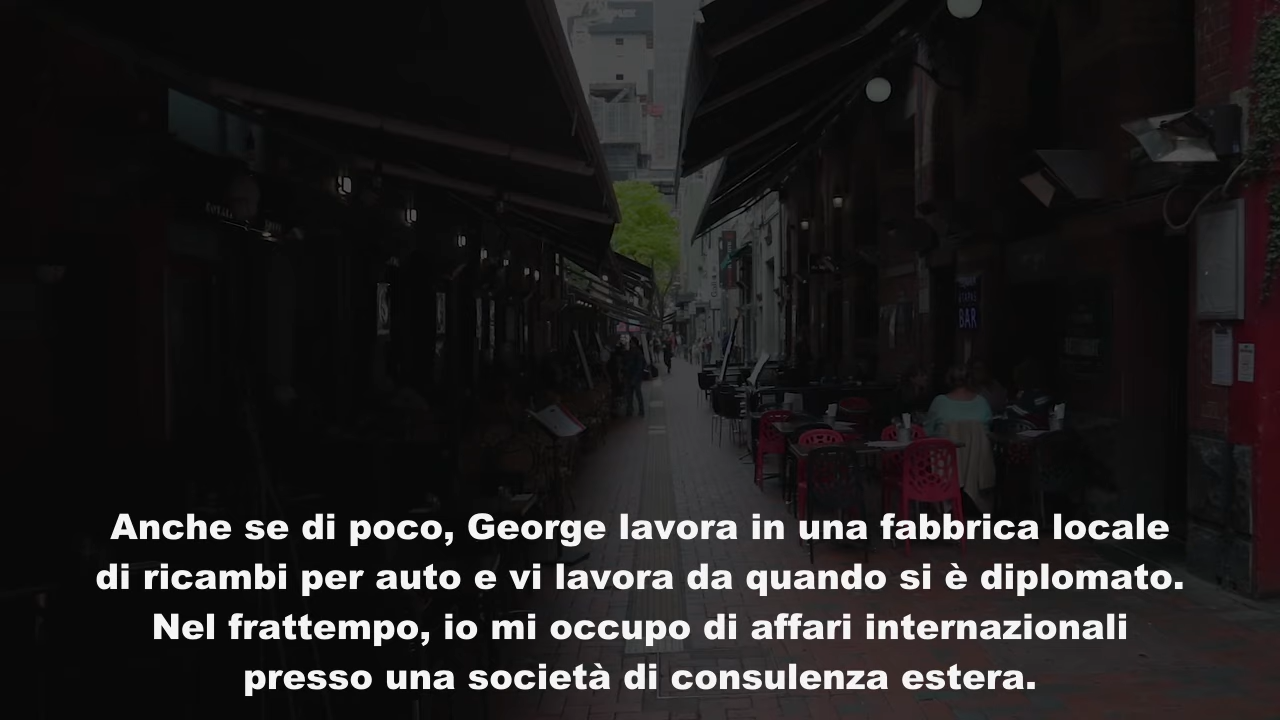 BAR
Anche se di poco, George lavora in una fabbrica locale
di ricambi per auto e vi lavora da quando si è diplomato.
Nel frattempo, io mi occupo di affari internazionali
presso una società di consulenza estera.